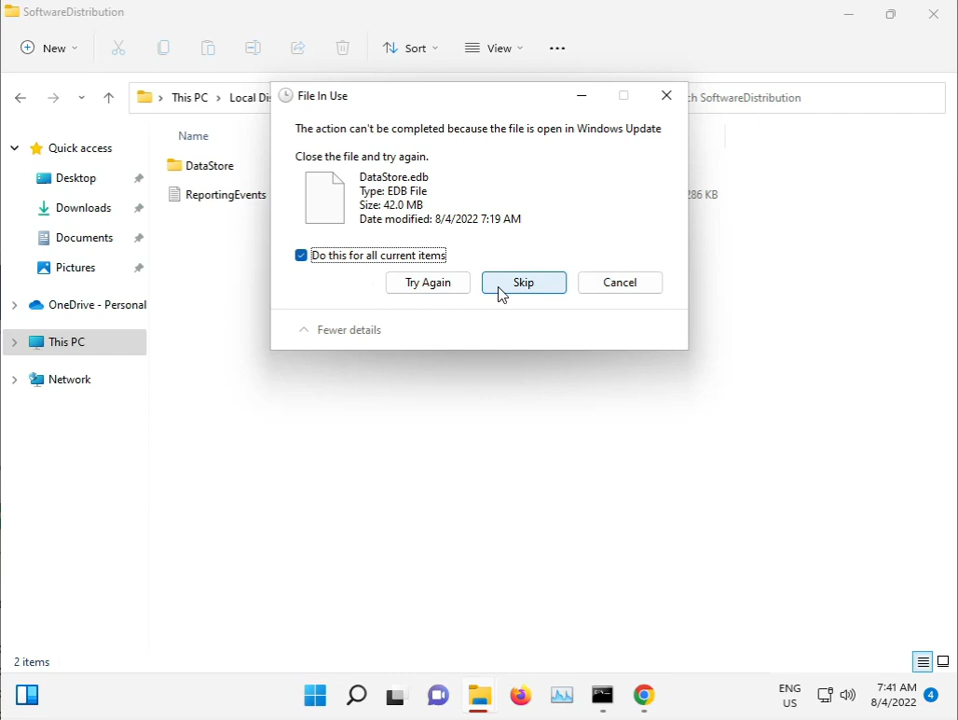 SoftwareDistribution
New
Sort
View
This PC
Local Di
ch SoftwareDistribution
File In Use
The action can't be completed because the file is open in Windows Update
Close the file and try again.
DataStore.edb
Type: EDB File
Size: 42.0 MB
Date modified: 8/4/2022 7:19 AM
Do this for all current items
Try Again
Skip
Cancel
Fewer details
Name
DataStore
ReportingEvents
286 KB
Quick access
Desktop
Downloads
Documents
Pictures
OneDrive - Personal
This PC
Network
2 items
ENG
US
7:41 AM
8/4/2022
4